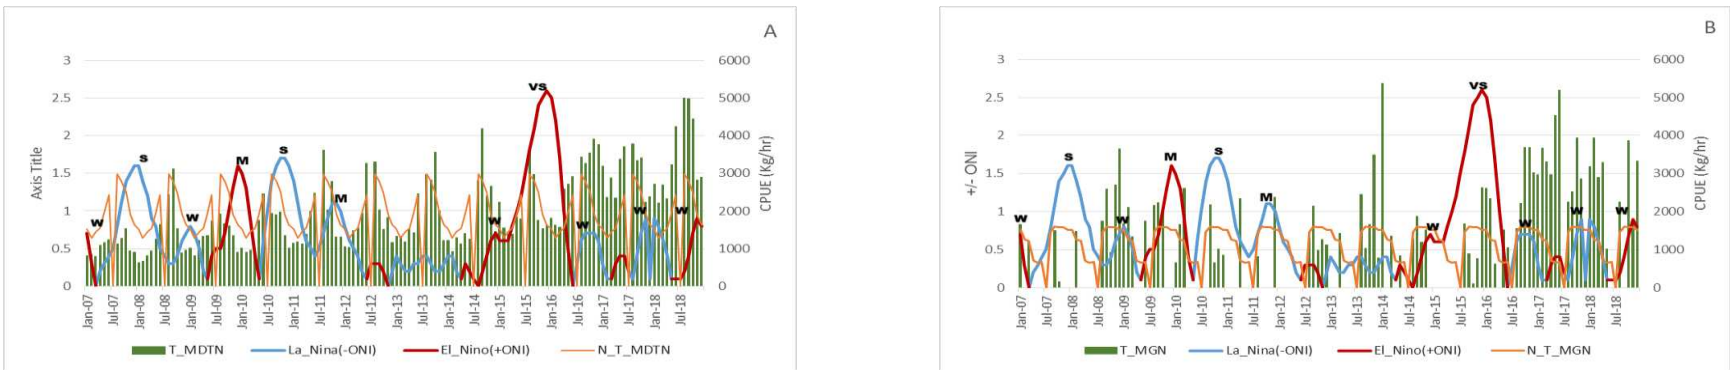 A
3
2.5
2
1.5
1
0.5
0
Axis Title
6000
5000
4000
3000
2000
1000
0
CPUE (Kg/hr)
w
s
w
M
s
M
w
vs
w
w
w
Jan-07
Jul-07
Jan-08
Jul-08
Jan-09
Jul-09
Jan-10
Jul-10
Jan-11
Jul-11
Jan-12
Jul-12
Jan-13
Jul-13
Jan-14
Jul-14
Jan-15
Jul-15
Jan-16
Jul-16
Jan-17
Jul-17
Jan-18
Jul-18
T_MDTN La_Nina(-ONI) El_Nino(+ONI) N_T_MDTN
B
3
2.5
2
1.5
1
0.5
0
+/- ONI
6000
5000
4000
3000
2000
1000
0
CPUE (Kg/hr)
w
s
w
M
s
M
w
vs
w
w
w
Jan-07
Jul-07
Jan-08
Jul-08
Jan-09
Jul-09
Jan-10
Jul-10
Jan-11
Jul-11
Jan-12
Jul-12
Jan-13
Jul-13
Jan-14
Jul-14
Jan-15
Jul-15
Jan-16
Jul-16
Jan-17
Jul-17
Jan-18
Jul-18
T_MGN La_Nina(-ONI) El_Nino(+ONI) N_T_MGN